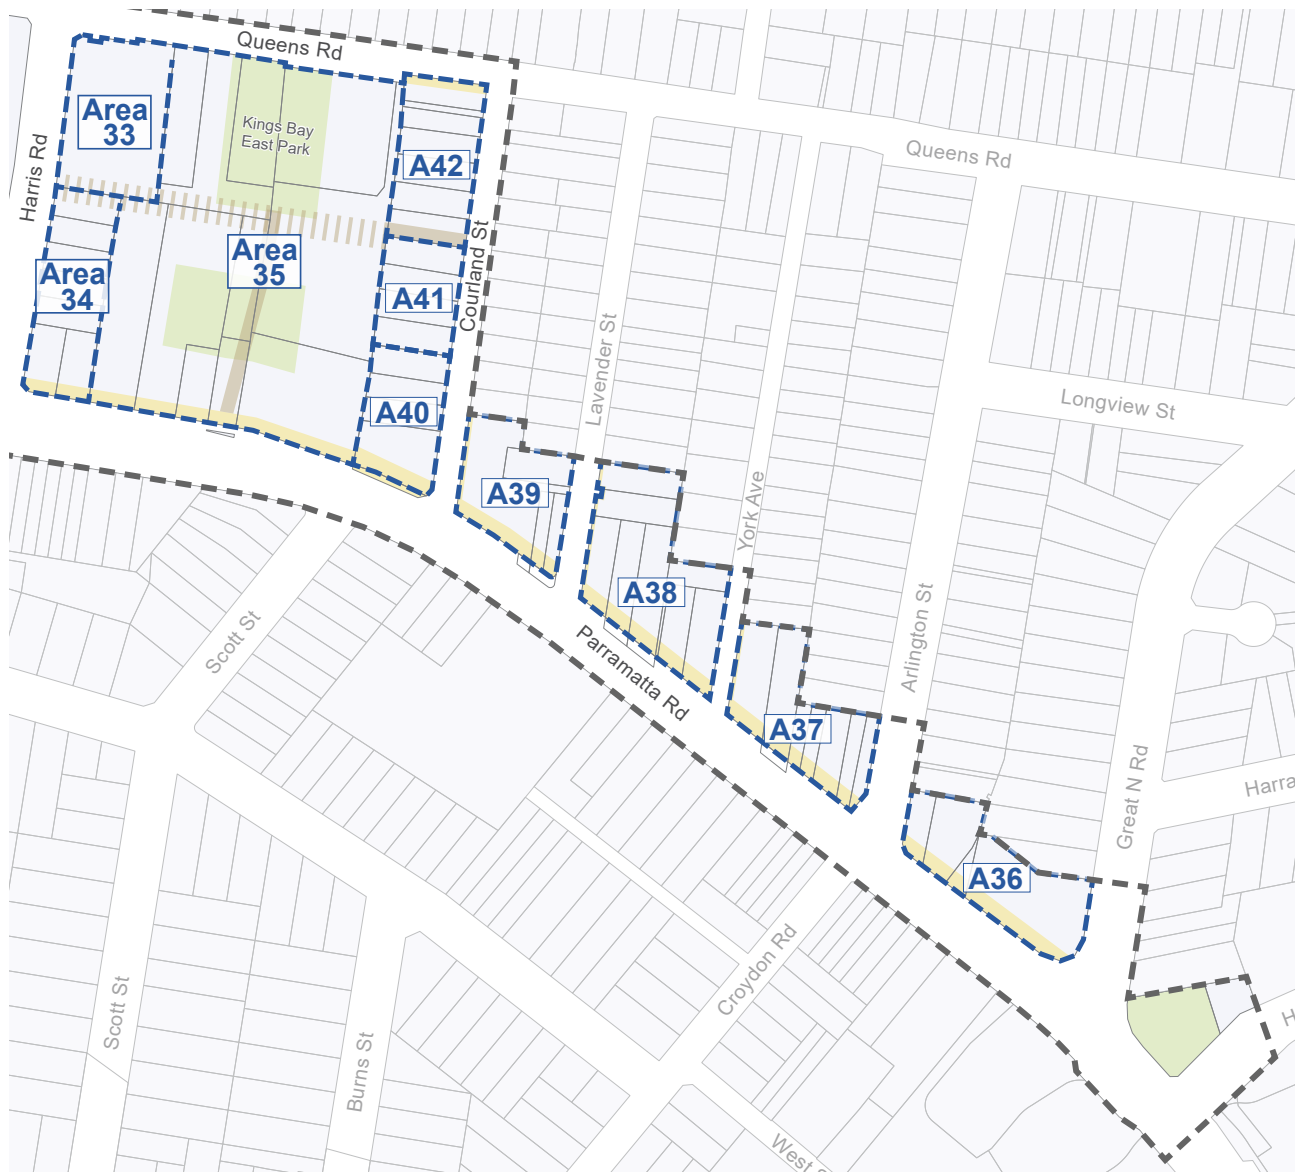 Queens Rd
Area
33
Kings Bay
East Park
A42
Queens Rd
Harris Rd
Area
35
Area
34
A41
Courland St
Lavender St
A40
Longview St
A39
York Ave
A38
Scott St
Parramatta Rd
Arlington St
A37
Great N Rd
Harra
A36
Croydon Rd
Scott St
Burns St
H
West S